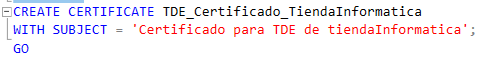 CREATE CERTIFICATE TDE_Certificado_TiendaInformatica
WITH SUBJECT = 'Certificado para TDE de tiendaInformatica';
GO